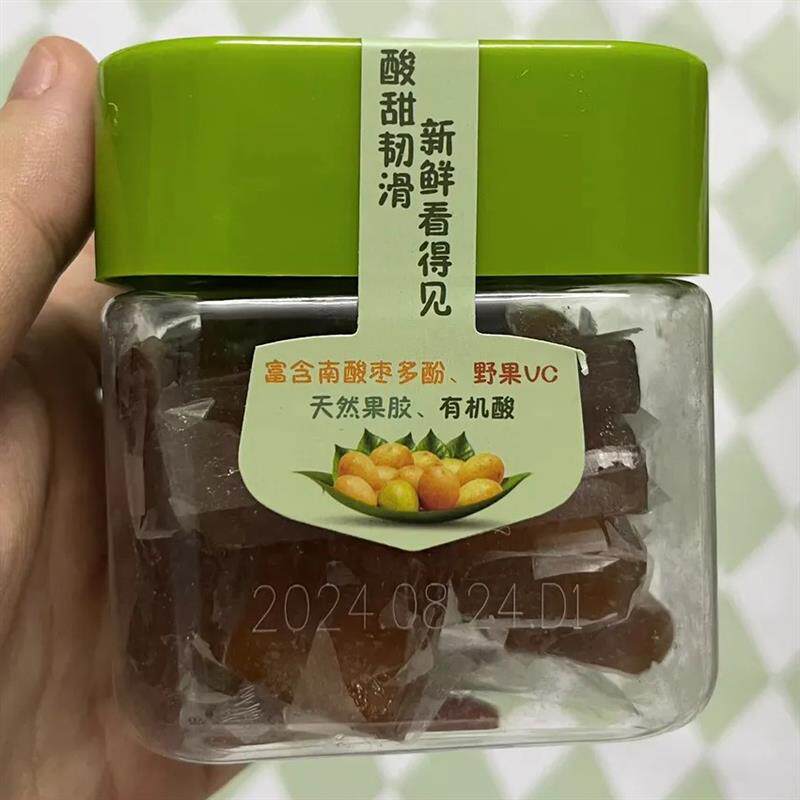 酸甜韧滑
新鲜看得见
富含南酸枣多酚、野果VC
天然果胶、有机酸
2024.08.24.D1